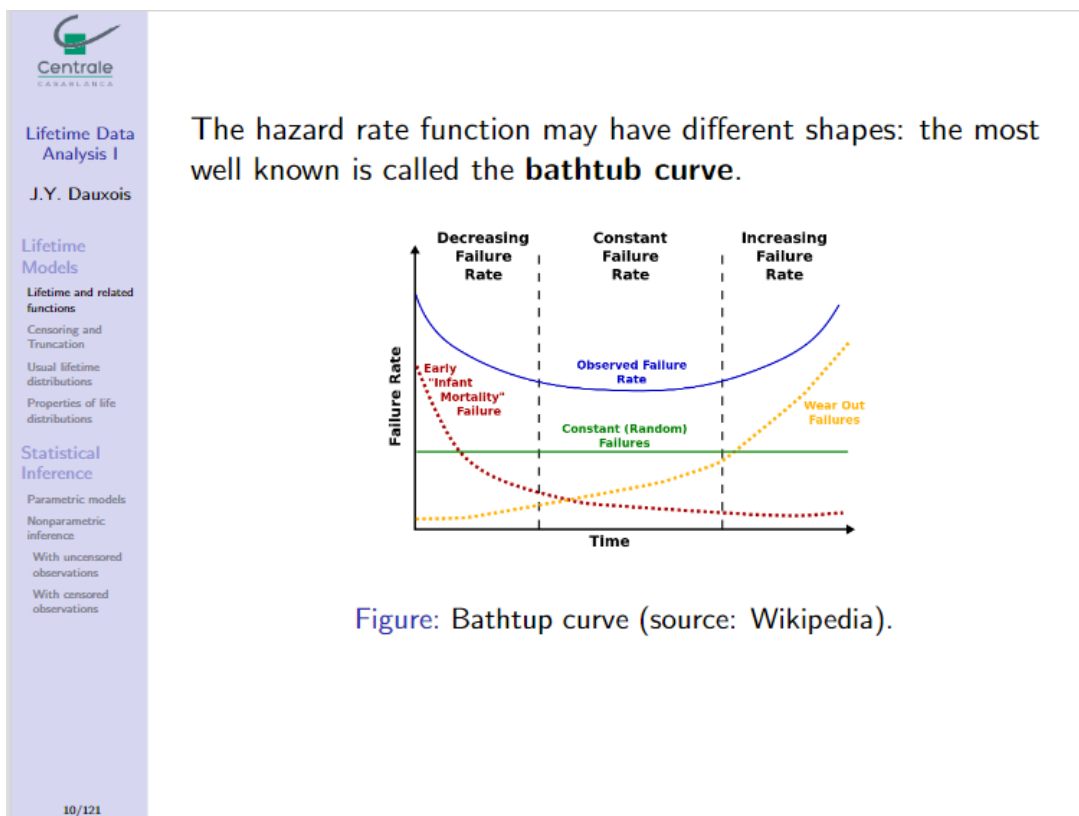 Centrale
CASABLANCA
Lifetime Data
Analysis I
J.Y. Dauxois
Lifetime
Models
Lifetime and related
functions
Censoring and
Truncation
Usual lifetime
distributions
Properties of life
distributions
Statistical
Inference
Parametric models
Nonparametric
inference
With uncensored
observations
With censored
observations
10/121
The hazard rate function may have different shapes: the most
well known is called the bathtub curve.
Decreasing
Failure
Rate
Constant
Failure
Rate
Increasing
Failure
Rate
Failure Rate
Early
"Infant
Mortality"
Failure
Observed Failure
Rate
Constant (Random)
Failures
Wear Out
Failures
Time
Figure: Bathtup curve (source: Wikipedia).